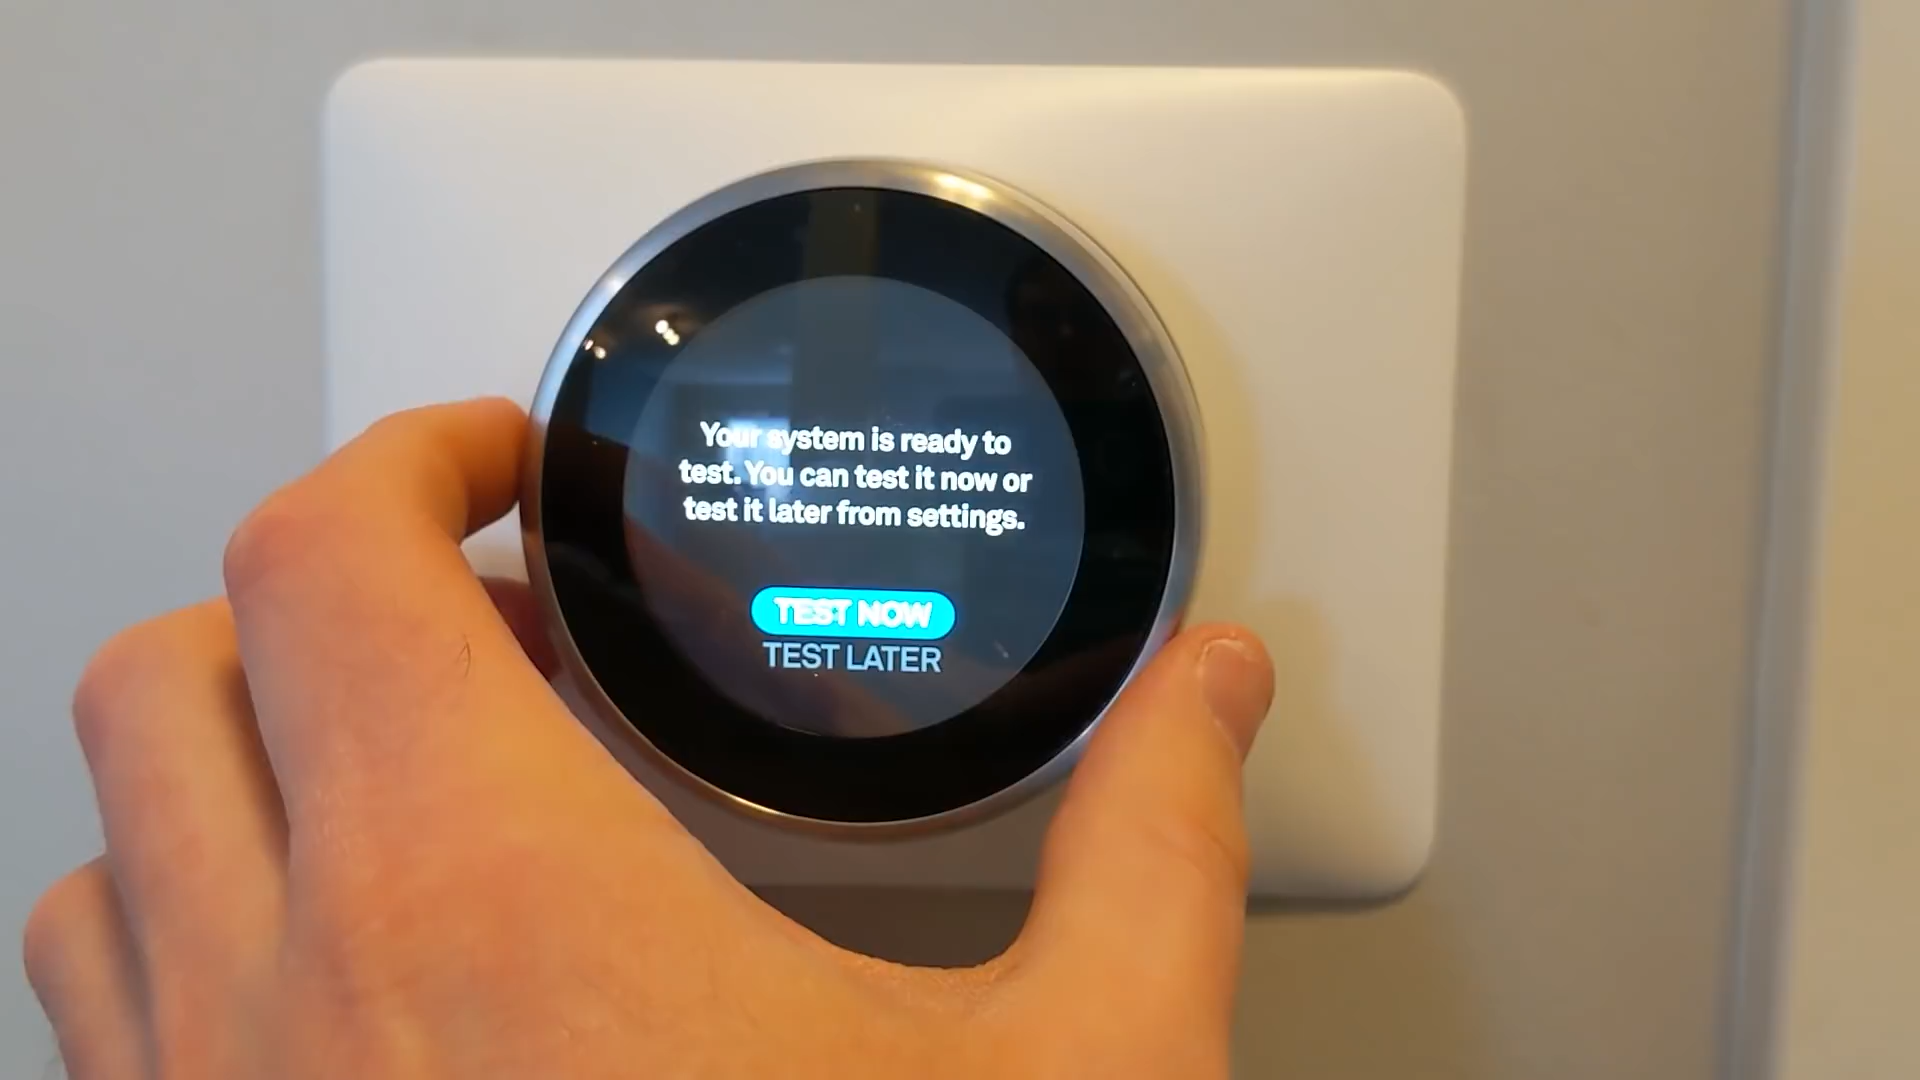 Your system is ready to
test. You can test it now or
test it later from settings.
TEST NOW
TEST LATER